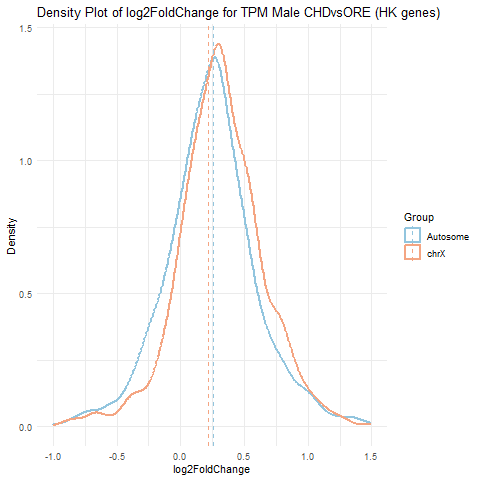 Density Plot of log2FoldChange for TPM Male CHDvsORE (HK genes)
1.5
1.0
0.5
0.0
Density
-1.0 -0.5 0.0 0.5 1.0 1.5
log2FoldChange
Group
Autosome
chrX